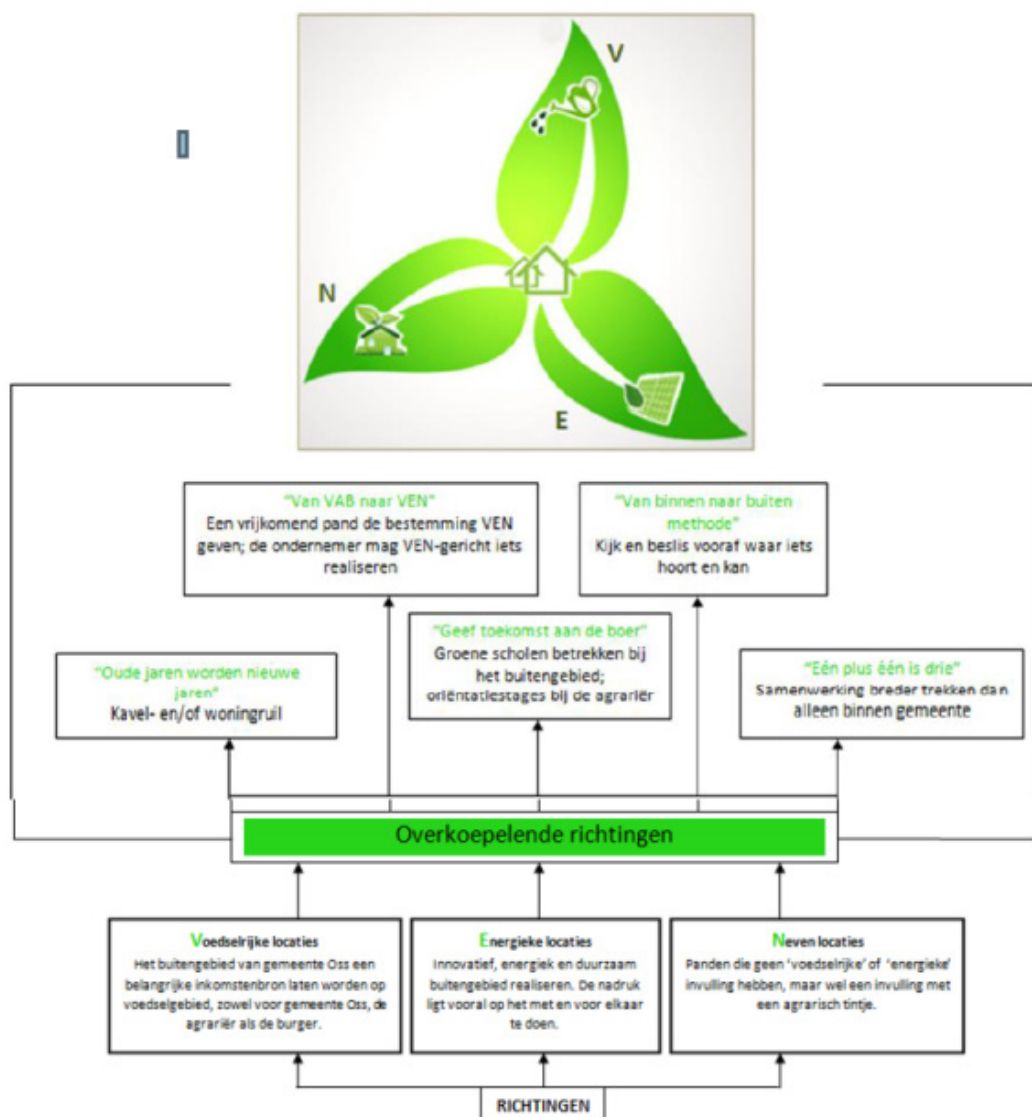 V
N
E
"Van VAB naar VEN"
Een vrijkomend pand de bestemming VEN
geven; de ondernemer mag VEN-gericht iets
realiseren
"Van binnen naar buiten
methode"
Kijk en beslis vooraf waar iets
hoort en kan
"Geef toekomst aan de boer"
Groene scholen betrekken bij
het buitengebied;
oriëntatiestages bij de agrariër
"Oude jaren worden nieuwe
jaren"
Kavel- en/of woningruil
"Eén plus één is drie"
Samenwerking breder trekken dan
alleen binnen gemeente
Overkoepelende richtingen
Voedselrijke locaties
Het buitengebied van gemeente Oss een
belangrijke inkomstenbron laten worden op
voedselgebied, zowel voor gemeente Oss, de
agrariër als de burger.
Energieke locaties
Innovatief, energiek en duurzaam
buitengebied realiseren. De nadruk
ligt vooral op het met en voor elkaar
te doen.
Neven locaties
Panden die geen 'voedselrijke' of 'energieke'
invulling hebben, maar wel een invulling met
een agrarisch tintje.
RICHTINGEN